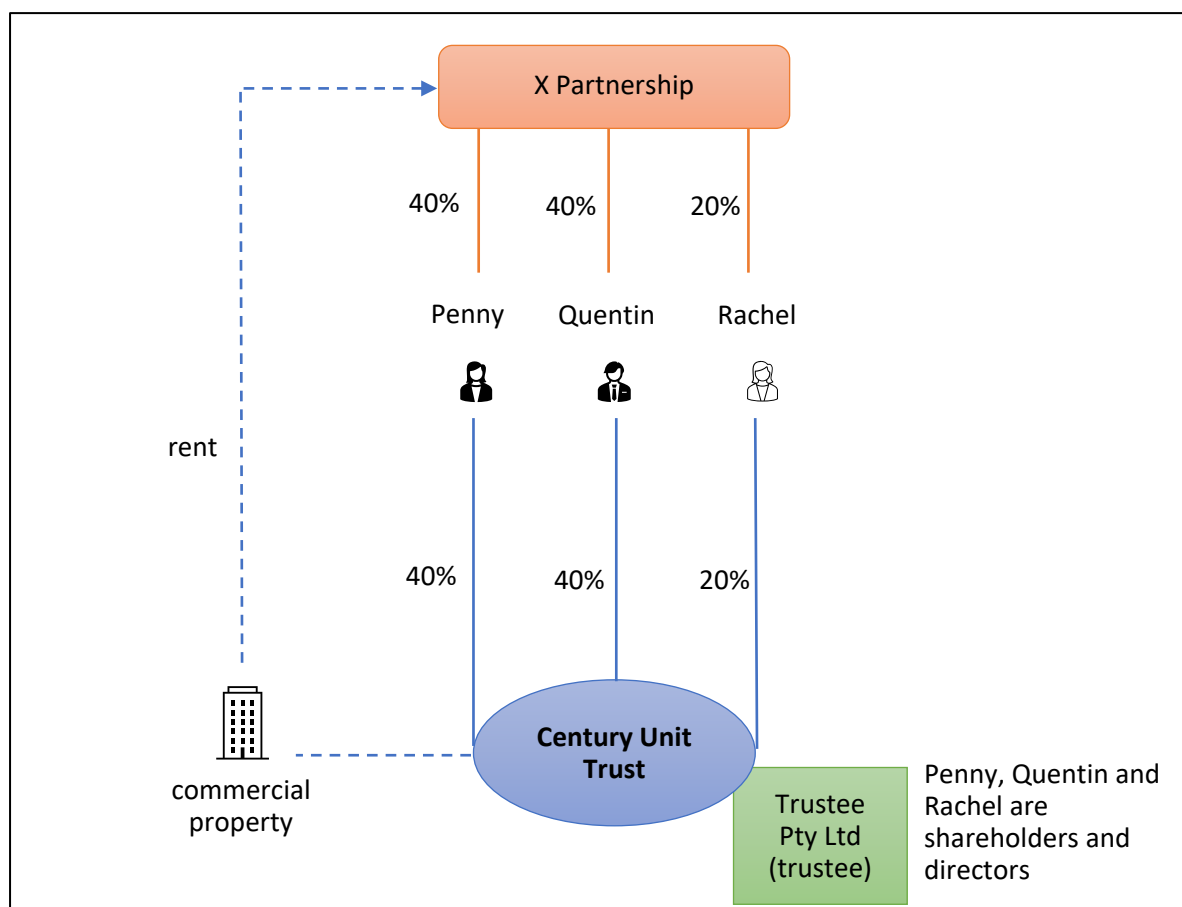 X Partnership
40%
40%
20%
Penny
Quentin
Rachel
rent
40%
40%
20%
Century Unit
Trust
commercial
property
Trustee
Pty Ltd
(trustee)
Penny, Quentin and
Rachel are
shareholders and
directors